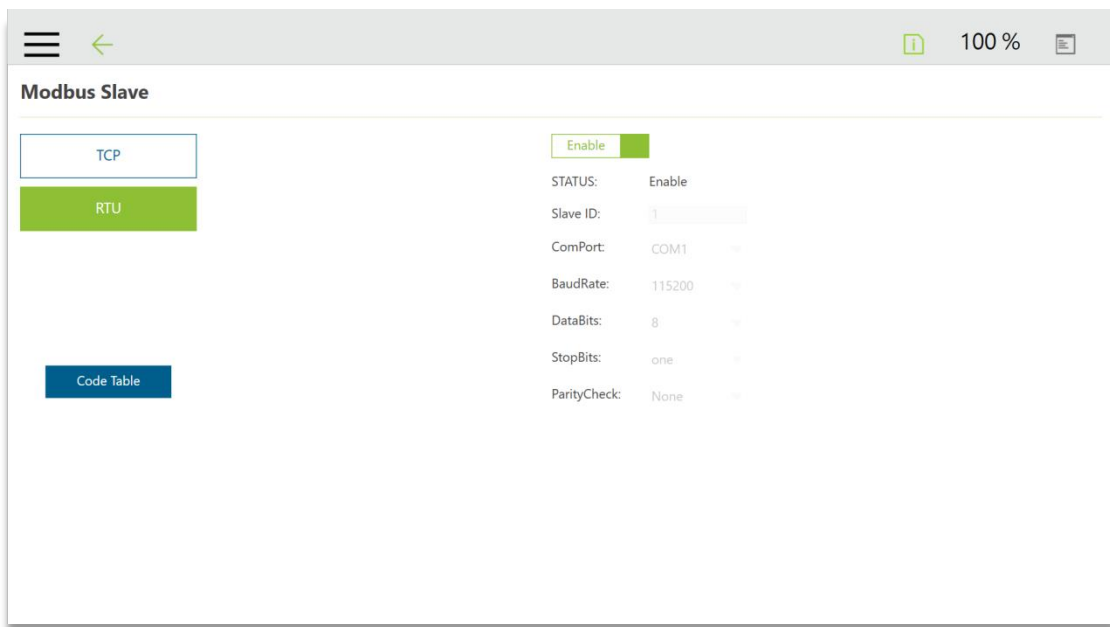 100 %
Modbus Slave
TCP
RTU
Code Table
Enable
STATUS: Enable
Slave ID: 1
ComPort: COM1
BaudRate: 115200
DataBits: 8
StopBits: one
ParityCheck: None